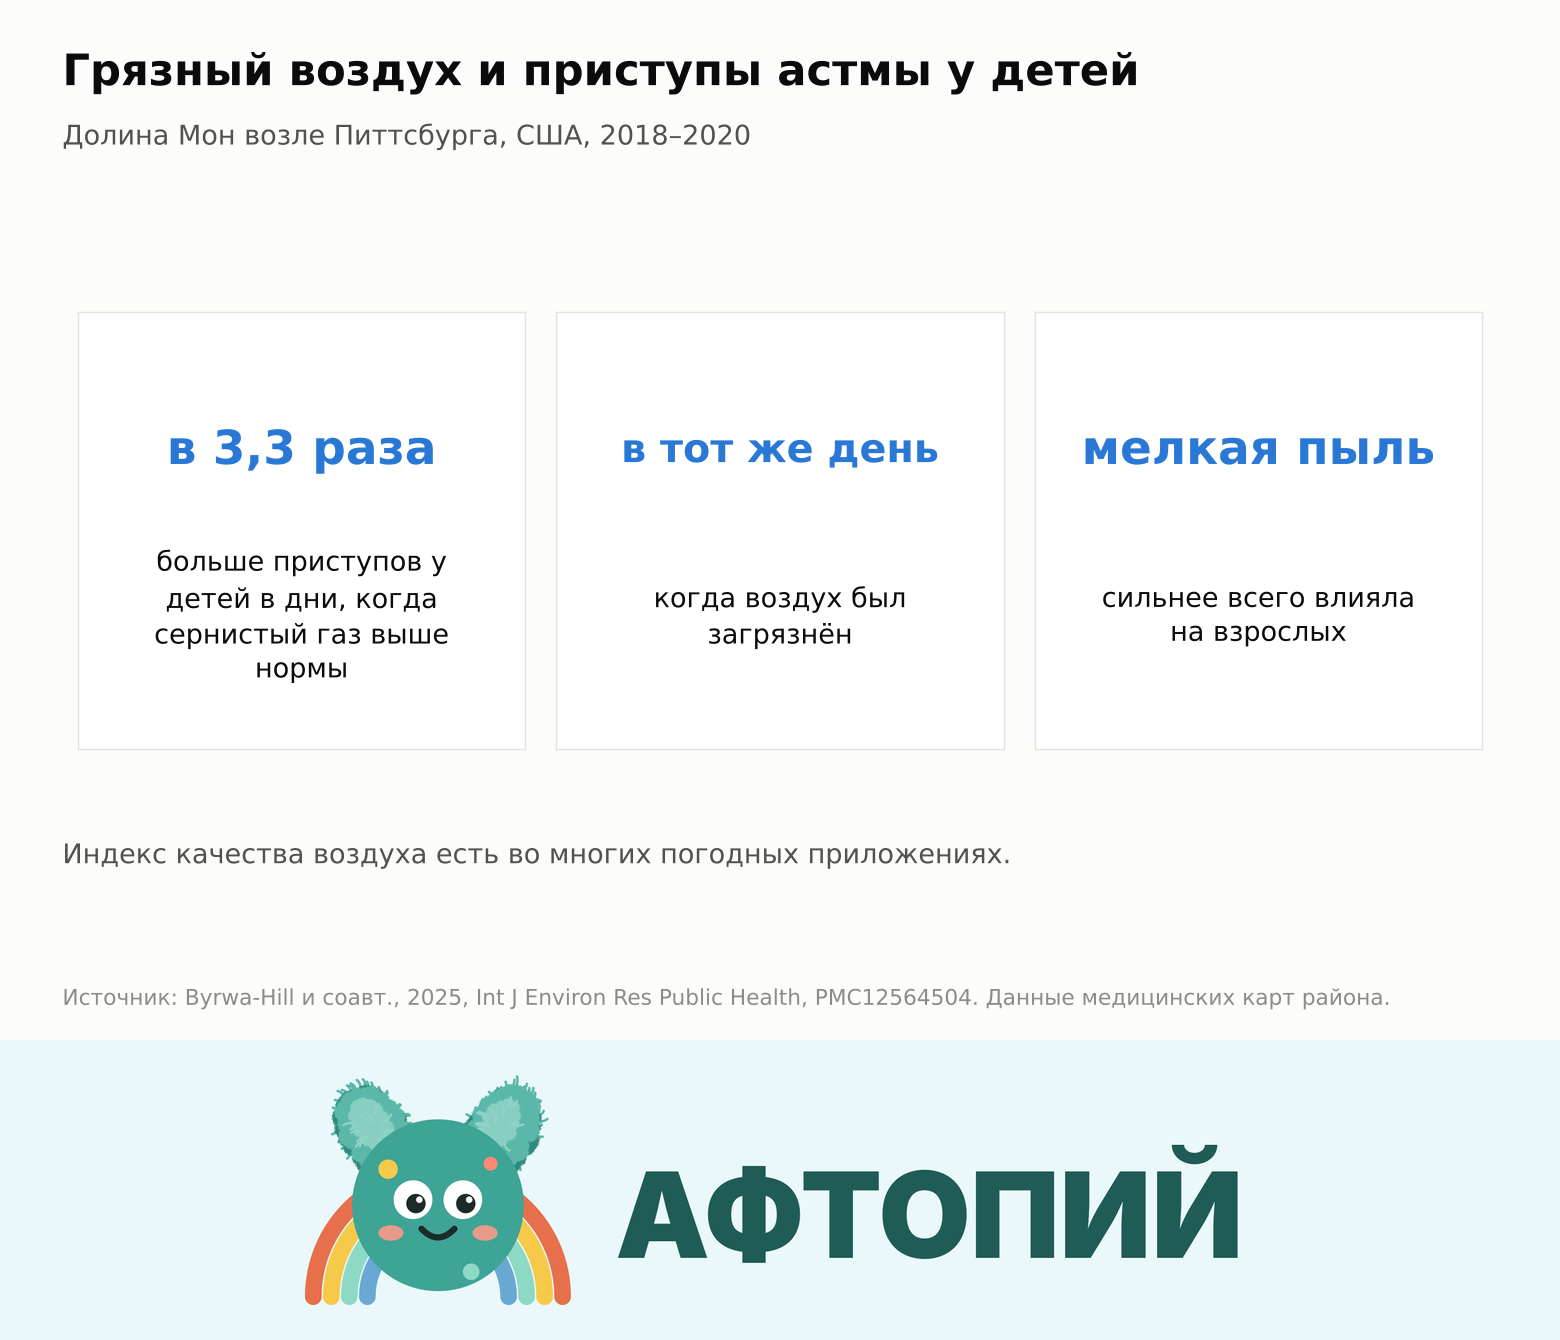 Грязный воздух и приступы астмы у детей
Долина Мон возле Питтсбурга, США, 2018–2020
в 3,3 раза
больше приступов у
детей в дни, когда
сернистый газ выше
нормы
в тот же день
когда воздух был
загрязнён
мелкая пыль
сильнее всего влияла
на взрослых
Индекс качества воздуха есть во многих погодных приложениях.
Источник: Byrwa-Hill и соавт., 2025, Int J Environ Res Public Health, PMC12564504. Данные медицинских карт района.
АФТОПИЙ